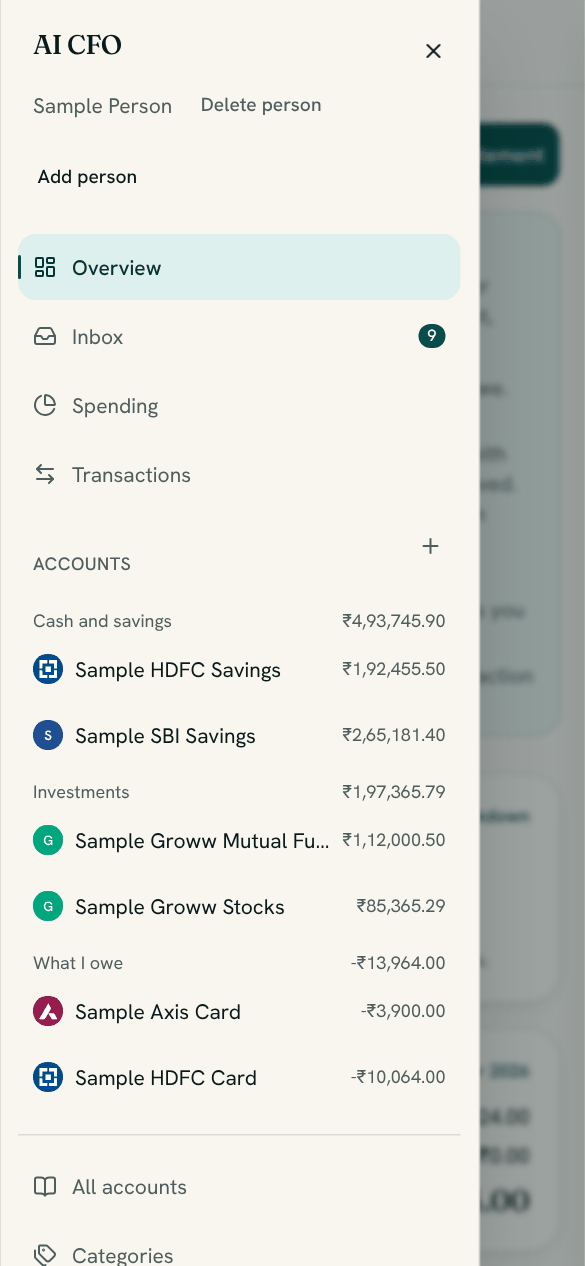 AI CFO
Sample Person Delete person
Add person
Overview
Inbox 9
Spending
Transactions
ACCOUNTS
Cash and savings ₹4,93,745.90
Sample HDFC Savings ₹1,92,455.50
S Sample SBI Savings ₹2,65,181.40
Investments ₹1,97,365.79
G Sample Groww Mutual Fu... ₹1,12,000.50
G Sample Groww Stocks ₹85,365.29
What I owe -₹13,964.00
Sample Axis Card -₹3,900.00
Sample HDFC Card -₹10,064.00
All accounts
Categories